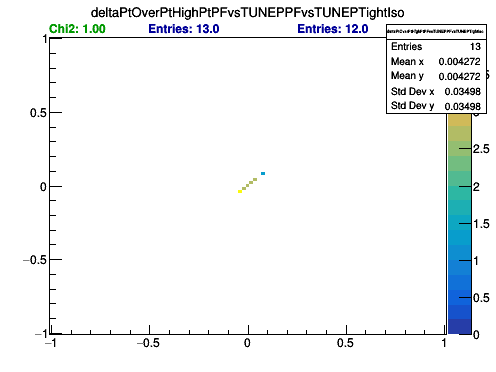 deltaPtOverPtHighPtPFvsTUNEPPFvsTUNEPTightIso
Chi2: 1.00 Entries: 13.0 Entries: 12.0
deltaPtOverPtHighPtPFvsTUNEPPFvsTUNEPTightIso
Entries 13
Mean x 0.004272
Mean y 0.004272
Std Dev x 0.03498
Std Dev y 0.03498
1
0.5
0
−0.5
−1
−1 −0.5 0 0.5 1
2.5
2
1.5
1
0.5
0